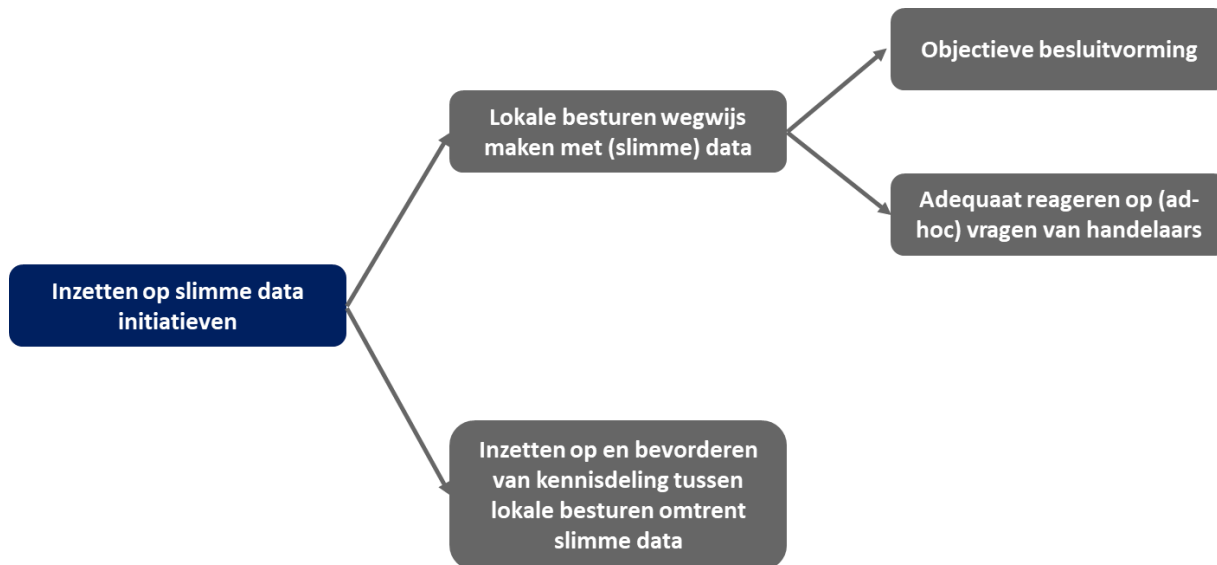 Objectieve besluitvorming
Lokale besturen wegwijs
maken met (slimme) data
Adequaat reageren op (ad-
hoc) vragen van handelaars
Inzetten op slimme data
initiatieven
Inzetten op en bevorderen
van kennisdeling tussen
lokale besturen omtrent
slimme data